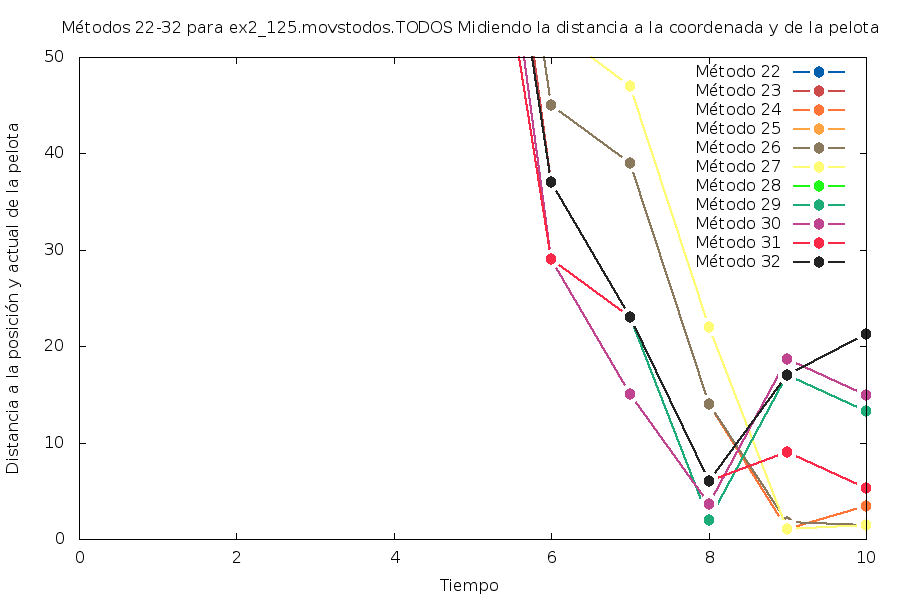 Métodos 22-32 para ex2_125.movstodos.TODOS Midiendo la distancia a la coordenada y de la pelota
Distancia a la posición y actual de la pelota
50
40
30
20
10
0
Método 22
Método 23
Método 24
Método 25
Método 26
Método 27
Método 28
Método 29
Método 30
Método 31
Método 32
0 2 4 6 8 10
Tiempo